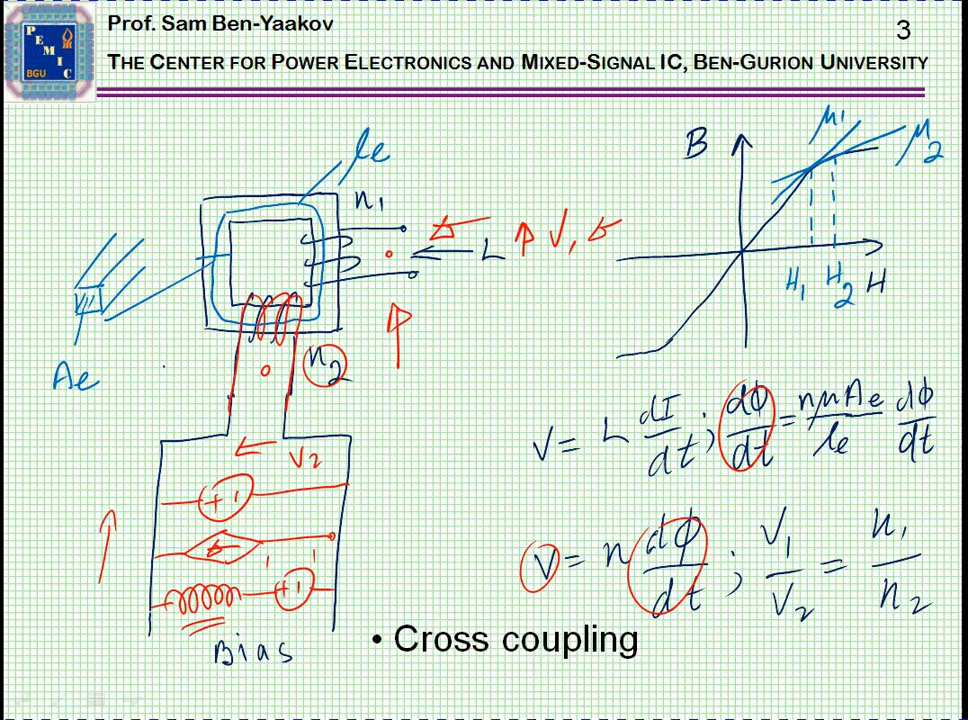 Prof. Sam Ben-Yaakov
3
THE CENTER FOR POWER ELECTRONICS AND MIXED-SIGNAL IC, BEN-GURION UNIVERSITY
P
E
M
I
C
BGU
le
n1
L
V1
Ae
n2
V2
+
+
Bias
B
μ1
μ2
H1
H2
H
V = L dI/dt ; dΦ/dt = nμAe/le dΦ/dt
V = n dΦ/dt ; V1/V2 = n1/n2
• Cross coupling